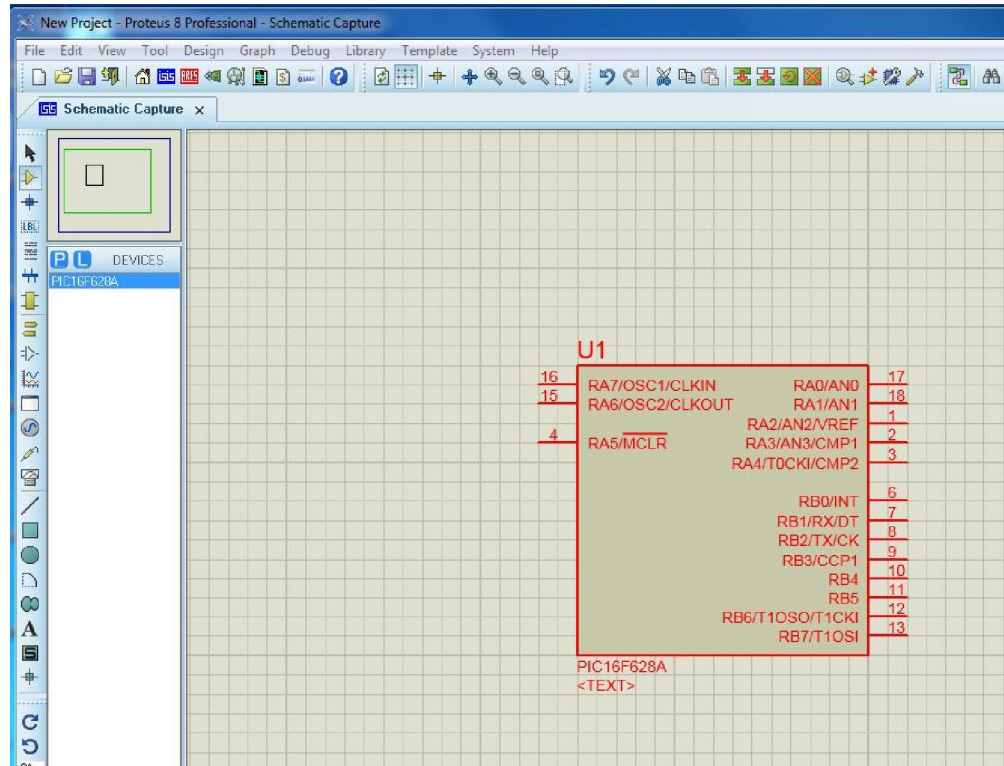 New Project - Proteus 8 Professional - Schematic Capture
File Edit View Tool Design Graph Debug Library Template System Help
Schematic Capture x
P L DEVICES
PIC16F628A
LBL
A
S
U1
16 RA7/OSC1/CLKIN RA0/AN0 17
15 RA6/OSC2/CLKOUT RA1/AN1 18
RA2/AN2/VREF 1
4 RA5/MCLR RA3/AN3/CMP1 2
RA4/T0CKI/CMP2 3
RB0/INT 6
RB1/RX/DT 7
RB2/TX/CK 8
RB3/CCP1 9
RB4 10
RB5 11
RB6/T1OSO/T1CKI 12
RB7/T1OSI 13
PIC16F628A
<TEXT>